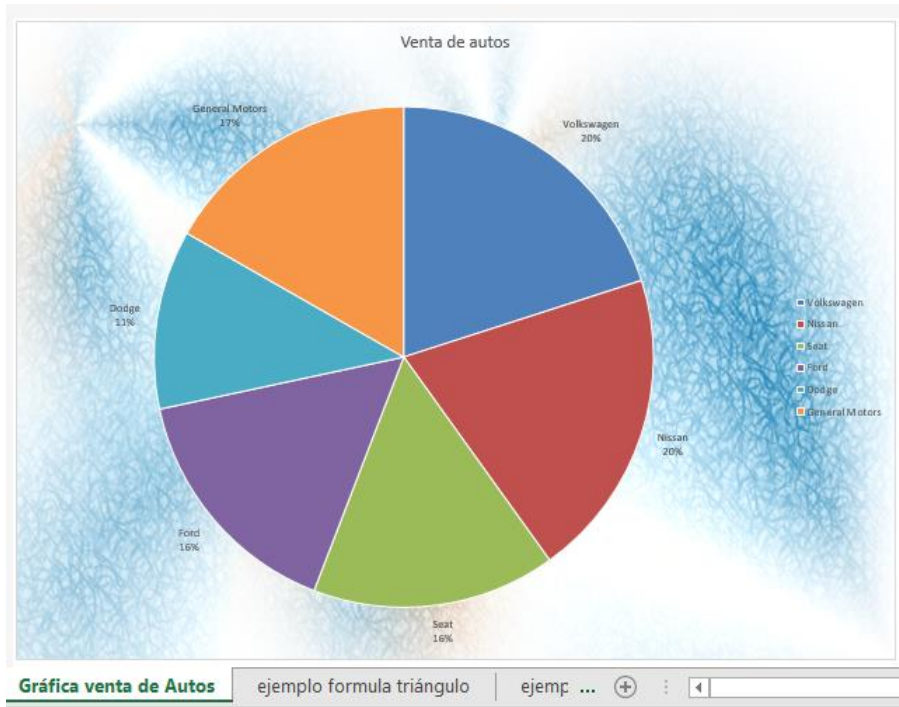 Venta de autos
General Motors
17%
Volkswagen
20%
Dodge
11%
Volkswagen
Nissan
Seat
Ford
Dodge
General Motors
Nissan
20%
Ford
16%
Seat
16%
Gráfica venta de Autos
ejemplo formula triángulo
ejemp ...